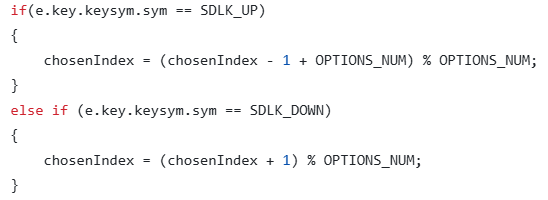 if(e.key.keysym.sym == SDLK_UP)
{
    chosenIndex = (chosenIndex - 1 + OPTIONS_NUM) % OPTIONS_NUM;
}
else if (e.key.keysym.sym == SDLK_DOWN)
{
    chosenIndex = (chosenIndex + 1) % OPTIONS_NUM;
}